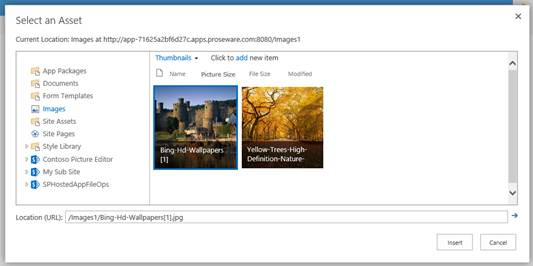 Select an Asset
Current Location: Images at http://app-71625a2bf6d27c.apps.proseware.com:8080/Images1
App Packages
Documents
Form Templates
Images
Site Assets
Site Pages
Style Library
Contoso Picture Editor
My Sub Site
SPHostedAppFileOps
Thumbnails
Click to add new item
Name Picture Size File Size Modified
Bing-Hd-Wallpapers
[1]
Yellow-Trees-High-
Definition-Nature-
Location (URL): /Images1/Bing-Hd-Wallpapers[1].jpg
Insert Cancel